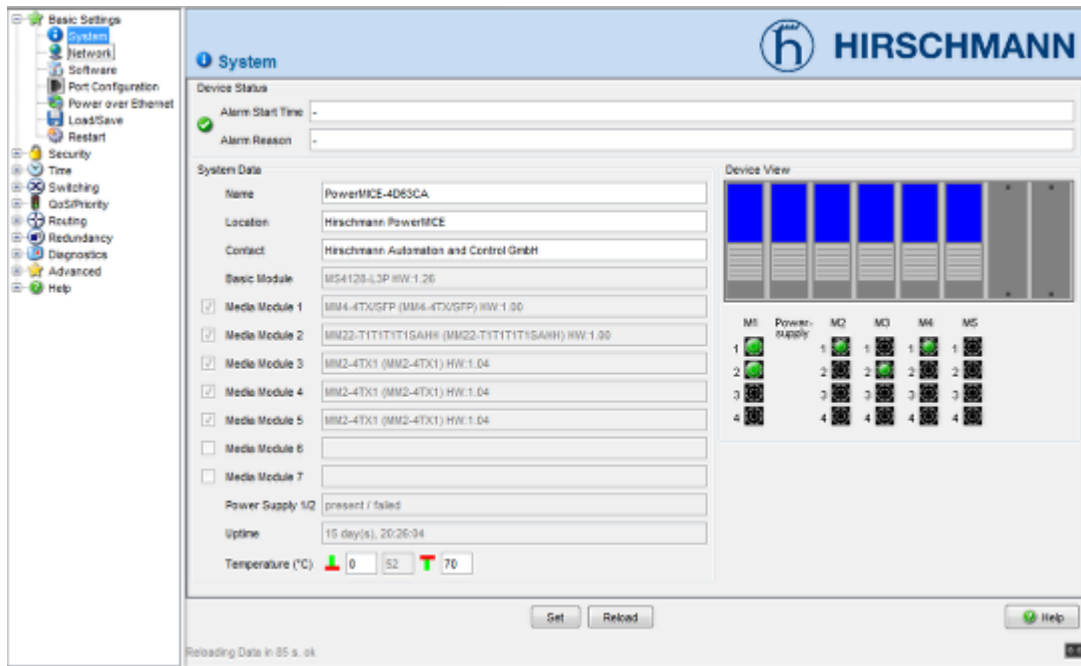 Basic Settings
System
Network
Software
Port Configuration
Power over Ethernet
Load/Save
Restart
Security
Time
Switching
QoS/Priority
Routing
Redundancy
Diagnostics
Advanced
Help
System
HIRSCHMANN
Device Status
Alarm Start Time -
Alarm Reason -
System Data
Name PowerMICE-4D63CA
Location Hirschmann PowerMICE
Contact Hirschmann Automation and Control GmbH
Basic Module MS4128-L3P HW:1.26
Media Module 1 MM4-4TX/SFP (MM4-4TX/SFP) HW:1.00
Media Module 2 MM22-T1T1T1T1SAHH (MM22-T1T1T1T1SAHH) HW:1.00
Media Module 3 MM2-4TX1 (MM2-4TX1) HW:1.04
Media Module 4 MM2-4TX1 (MM2-4TX1) HW:1.04
Media Module 5 MM2-4TX1 (MM2-4TX1) HW:1.04
Media Module 6
Media Module 7
Power Supply 1/2 present / failed
Uptime 15 day(s), 20:26:04
Temperature (°C) 0 52 70
Device View
M1 Power-supply M2 M3 M4 M5
1 1 1 1 1
2 2 2 2 2
3 3 3 3 3
4 4 4 4 4
Set Reload Help
Reloading Data in 85 s. ok